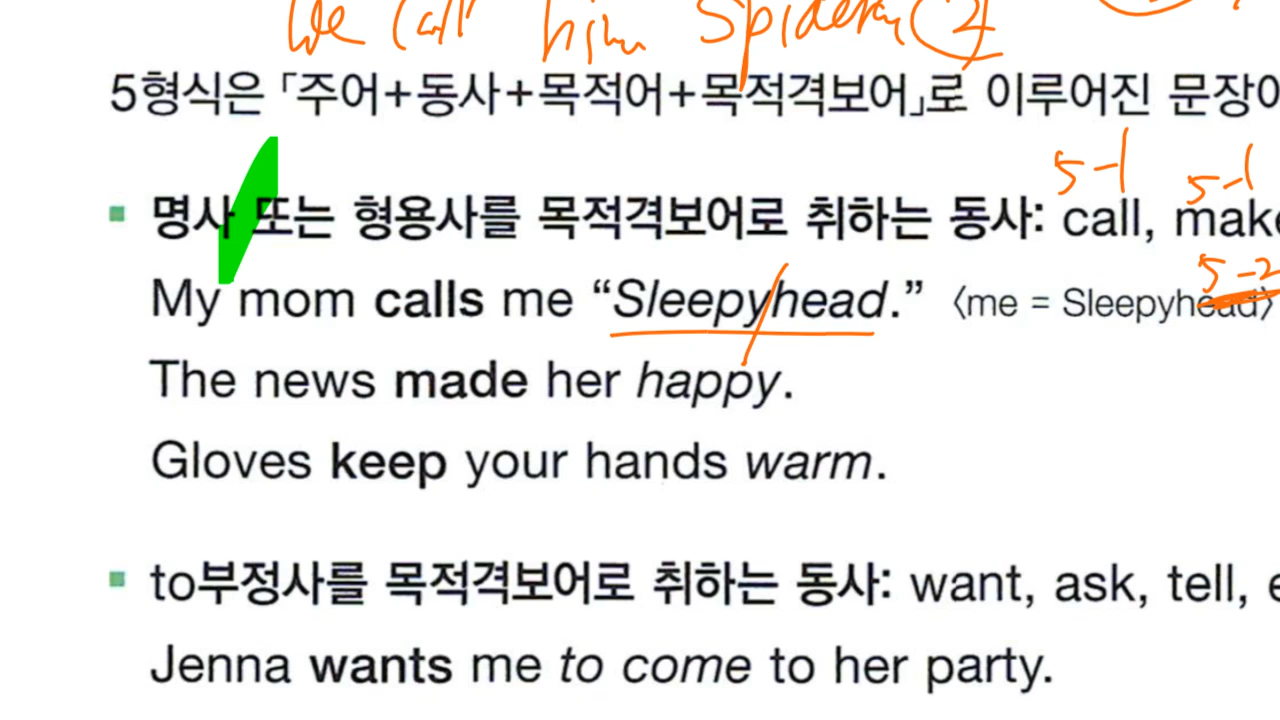 We call him
5형식은 「주어+동사+목적어+목적격보어」로 이루어진 문장이
5-1 5-1
명사 또는 형용사를 목적격보어로 취하는 동사: call, make
5-2
My mom calls me “Sleepyhead.” 〈me = Sleepyhead〉
The news made her happy.
Gloves keep your hands warm.
to부정사를 목적격보어로 취하는 동사: want, ask, tell, e
Jenna wants me to come to her party.